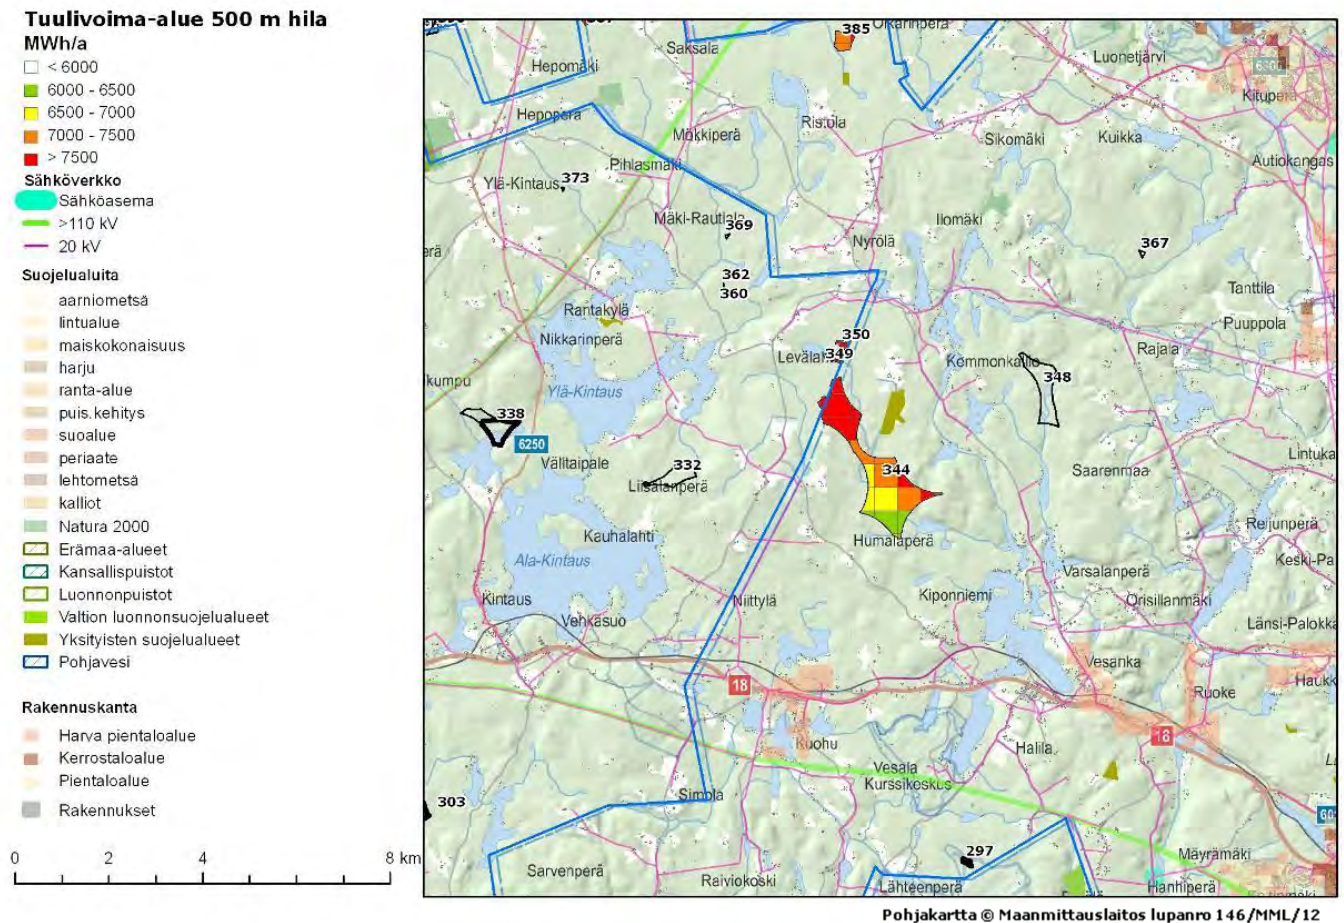 Tuulivoima-alue 500 m hila
MWh/a
< 6000
6000 - 6500
6500 - 7000
7000 - 7500
> 7500
Sähköverkko
Sähköasema
>110 kV
20 kV
Suojelualuita
aarniometsä
lintualue
maiskokonaisuus
harju
ranta-alue
puis.kehitys
suoalue
periaate
lehtometsä
kalliot
Natura 2000
Erämaa-alueet
Kansallispuistot
Luonnonpuistot
Valtion luonnonsuojelualueet
Yksityisten suojelualueet
Pohjavesi
Rakennuskanta
Harva pientaloalue
Kerrostaloalue
Pientaloalue
Rakennukset
0 2 4 8 km
385
Saksala
Luonetjärvi
Hepomäki
Kituperä
Hepoperä
Ristola
Mökkiperä
Sikomäki
Kuikka
Autiokangas
Pihlasmäki
Ylä-Kintaus
373
Mäki-Rautiala
369
Ilomäki
Nyrölä
367
362
360
Tanttila
Rantakylä
Puuppola
350
Nikkarinperä
349
Rajala
Kommonkallio
348
Ylä-Kintaus
338
6250
Välitaipale
332
344
Saarenmaa
Lintuka
Liisalanperä
Kauhalahti
Humalaperä
Reijunperä
Ala-Kintaus
Keski-Pa
Varsalanperä
Kintaus
Niittylä
Kiponniemi
Orisillanmäki
Vehkasuo
Länsi-Palokka
Vesanka
18
Ruoke
Haukk
Kuohu
Halila
18
Vesala
Kurssikeskus
Simola
303
297
Mäyrämäki
Sarvenperä
Raiviokoski
Lähteenperä
Hanhiperä
Pohjakartta © Maanmittauslaitos lupanro 146/MML/12